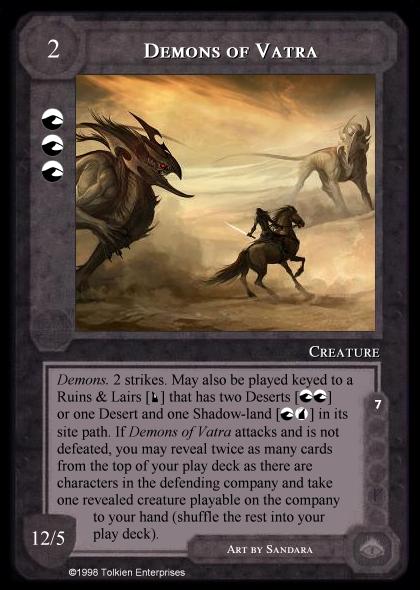 2
DEMONS OF VATRA
CREATURE
Demons. 2 strikes. May also be played keyed to a
Ruins & Lairs [] that has two Deserts []
or one Desert and one Shadow-land [] in its
site path. If Demons of Vatra attacks and is not
defeated, you may reveal twice as many cards
from the top of your play deck as there are
characters in the defending company and take
one revealed creature playable on the company
to your hand (shuffle the rest into your
play deck).
7
12/5
ART BY SANDARA
©1998 Tolkien Enterprises